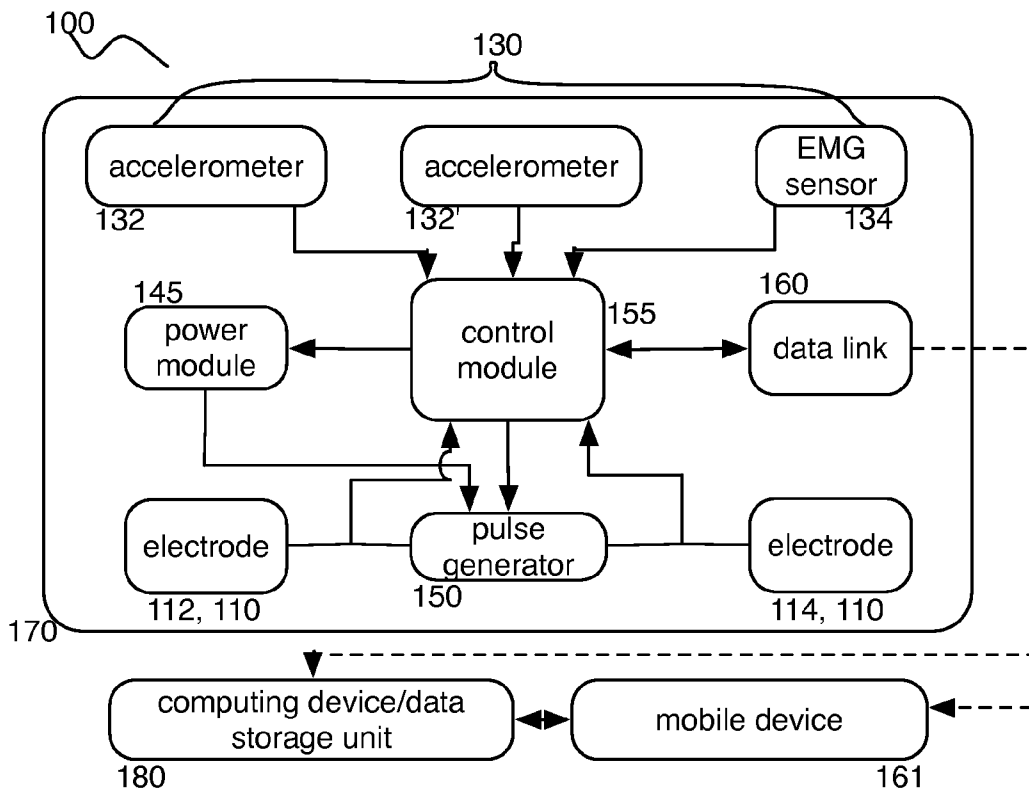 100
130
accelerometer
132
accelerometer
132'
EMG
sensor
134
145
power
module
control
module
155
160
data link
electrode
112, 110
pulse
generator
150
electrode
114, 110
170
computing device/data
storage unit
180
mobile device
161